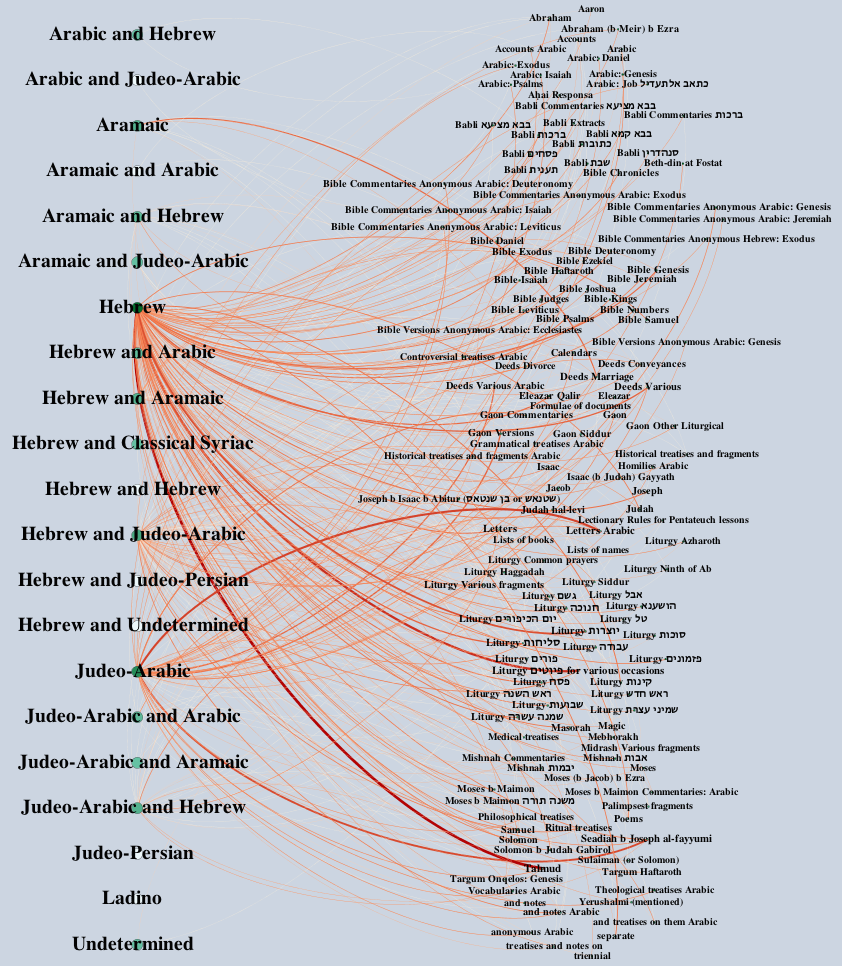 Arabic and Hebrew
Arabic and Judeo-Arabic
Aramaic
Aramaic and Arabic
Aramaic and Hebrew
Aramaic and Judeo-Arabic
Hebrew
Hebrew and Arabic
Hebrew and Aramaic
Hebrew and Classical Syriac
Hebrew and Hebrew
Hebrew and Judeo-Arabic
Hebrew and Judeo-Persian
Hebrew and Undetermined
Judeo-Arabic
Judeo-Arabic and Arabic
Judeo-Arabic and Aramaic
Judeo-Arabic and Hebrew
Judeo-Persian
Ladino
Undetermined
Aaron
Abraham
Abraham (b Meir) b Ezra
Accounts
Accounts Arabic
Arabic
Arabic: Daniel
Arabic: Exodus
Arabic: Isaiah
Arabic: Genesis
Arabic: Psalms
Arabic: Job כתאב אלתעדיל
Ahai Responsa
Babli Commentaries בבא מציעא
Babli Commentaries ברכות
Babli בבא מציעא
Babli Extracts
Babli ברכות
Babli בבא קמא
Babli כתובות
Babli פסחים
Babli סנהדרין
Babli שבת
Beth-din at Fostat
Babli תענית
Bible Chronicles
Bible Commentaries Anonymous Arabic: Deuteronomy
Bible Commentaries Anonymous Arabic: Exodus
Bible Commentaries Anonymous Arabic: Isaiah
Bible Commentaries Anonymous Arabic: Genesis
Bible Commentaries Anonymous Arabic: Jeremiah
Bible Commentaries Anonymous Arabic: Leviticus
Bible Commentaries Anonymous Hebrew: Exodus
Bible Daniel
Bible Exodus
Bible Deuteronomy
Bible Ezekiel
Bible Haftaroth
Bible Genesis
Bible Isaiah
Bible Jeremiah
Bible Joshua
Bible Judges
Bible Kings
Bible Leviticus
Bible Numbers
Bible Psalms
Bible Samuel
Bible Versions Anonymous Arabic: Ecclesiastes
Bible Versions Anonymous Arabic: Genesis
Calendars
Controversial treatises Arabic
Deeds Divorce
Deeds Conveyances
Deeds Marriage
Deeds Various Arabic
Deeds Various
Eleazar Qalir
Eleazar
Formulae of documents
Gaon Commentaries
Gaon
Gaon Other Liturgical
Gaon Versions
Gaon Siddur
Grammatical treatises Arabic
Historical treatises and fragments Arabic
Historical treatises and fragments
Isaac
Homilies Arabic
Isaac (b Judah) Gayyath
Jacob
Joseph
Joseph b Isaac b Abitur (שטנאש or בן שנטאס)
Judah hal-levi
Judah
Lectionary Rules for Pentateuch lessons
Letters
Letters Arabic
Lists of books
Liturgy Azharoth
Lists of names
Liturgy Common prayers
Liturgy Haggadah
Liturgy Ninth of Ab
Liturgy Various fragments
Liturgy Siddur
Liturgy גשם
Liturgy אבל
Liturgy חנוכה
Liturgy הושענא
Liturgy יום הכיפורים
Liturgy טל
Liturgy יוצרות
Liturgy סוכות
Liturgy סליחות
Liturgy עבודה
Liturgy פורים
Liturgy פזמונים
Liturgy פיוטים for various occasions
Liturgy פסח
Liturgy קינות
Liturgy ראש השנה
Liturgy ראש חדש
Liturgy שבועות
Liturgy שמיני עצרת
Liturgy שמנה עשרה
Masorah
Magic
Medical treatises
Mebhorakh
Midrash Various fragments
Mishnah Commentaries
Mishnah אבות
Mishnah יבמות
Moses
Moses (b Jacob) b Ezra
Moses b Maimon
Moses b Maimon Commentaries: Arabic
Moses b Maimon משנה תורה
Palimpsest fragments
Philosophical treatises
Poems
Samuel
Ritual treatises
Solomon
Seadiah b Joseph al-fayyumi
Solomon b Judah Gabirol
Sulaiman (or Solomon)
Talmud
Targum Haftaroth
Targum Onqelos: Genesis
Vocabularies Arabic
Theological treatises Arabic
and notes
Yerushalmi (mentioned)
and notes Arabic
and treatises on them Arabic
anonymous Arabic
separate
treatises and notes on
triennial